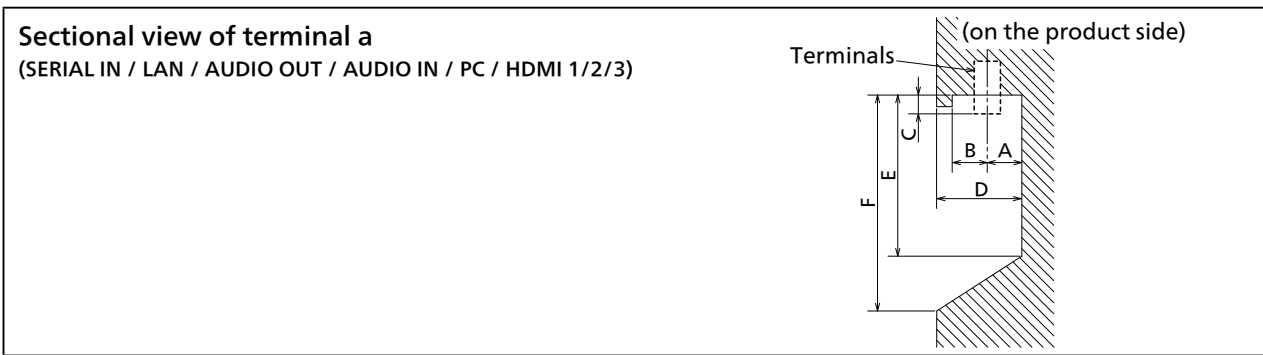 Sectional view of terminal a
(SERIAL IN / LAN / AUDIO OUT / AUDIO IN / PC / HDMI 1/2/3)
(on the product side)
Terminals
C
B A
E
D
F